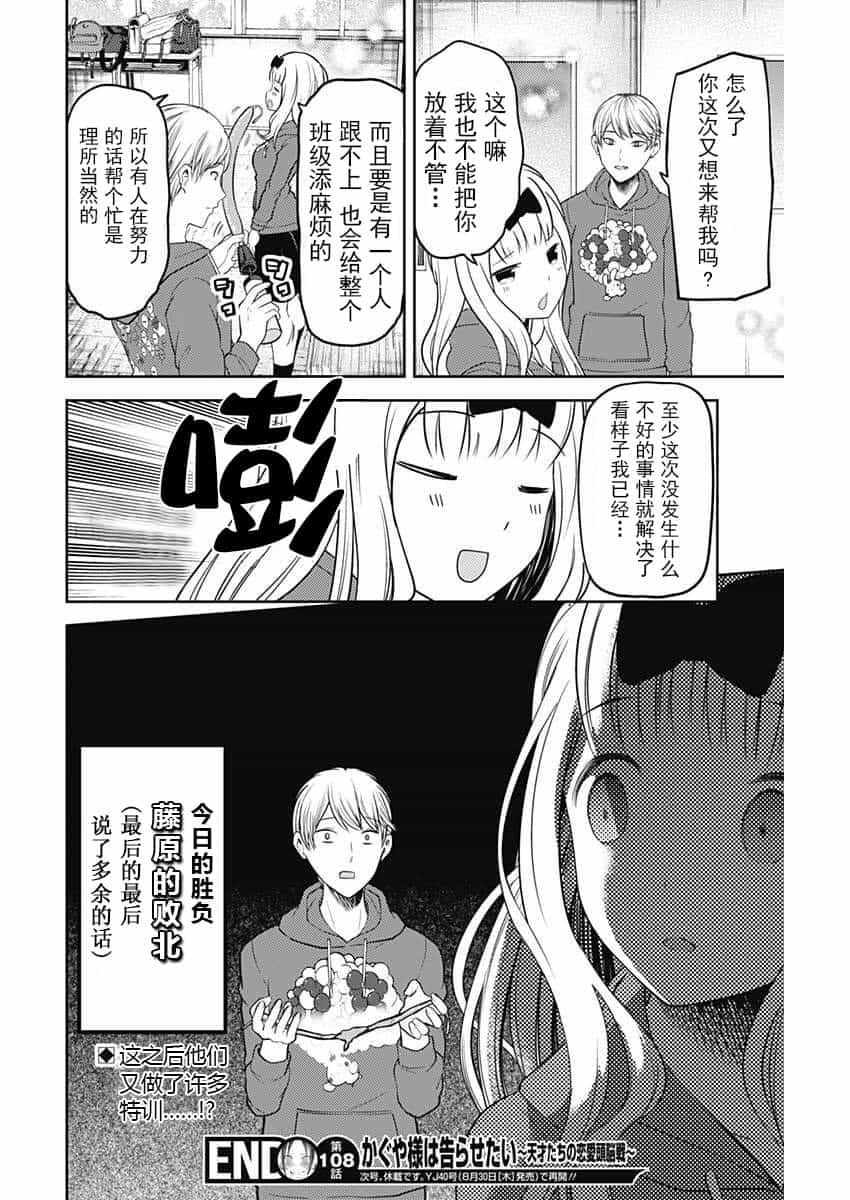 怎么了
你这次又想来帮我吗？
这个嘛
我也不能把你
放着不管…
而且要是有一个人
跟不上 也会给整个
班级添麻烦的
所以有人在努力
的话帮个忙是
理所当然的
キコ
キコ
至少这次没发生什么
不好的事情就解决了
看样子我已经…
嘭
今日的胜负
藤原的败北
（最后的最后
说了多余的话）
◆这之后他们
又做了许多
特训……!?
END
第108話
かぐや様は告らせたい～天才たちの恋愛頭脳戦～
次号、休載です。YJ40号(8月30日[木]発売)で再開!!